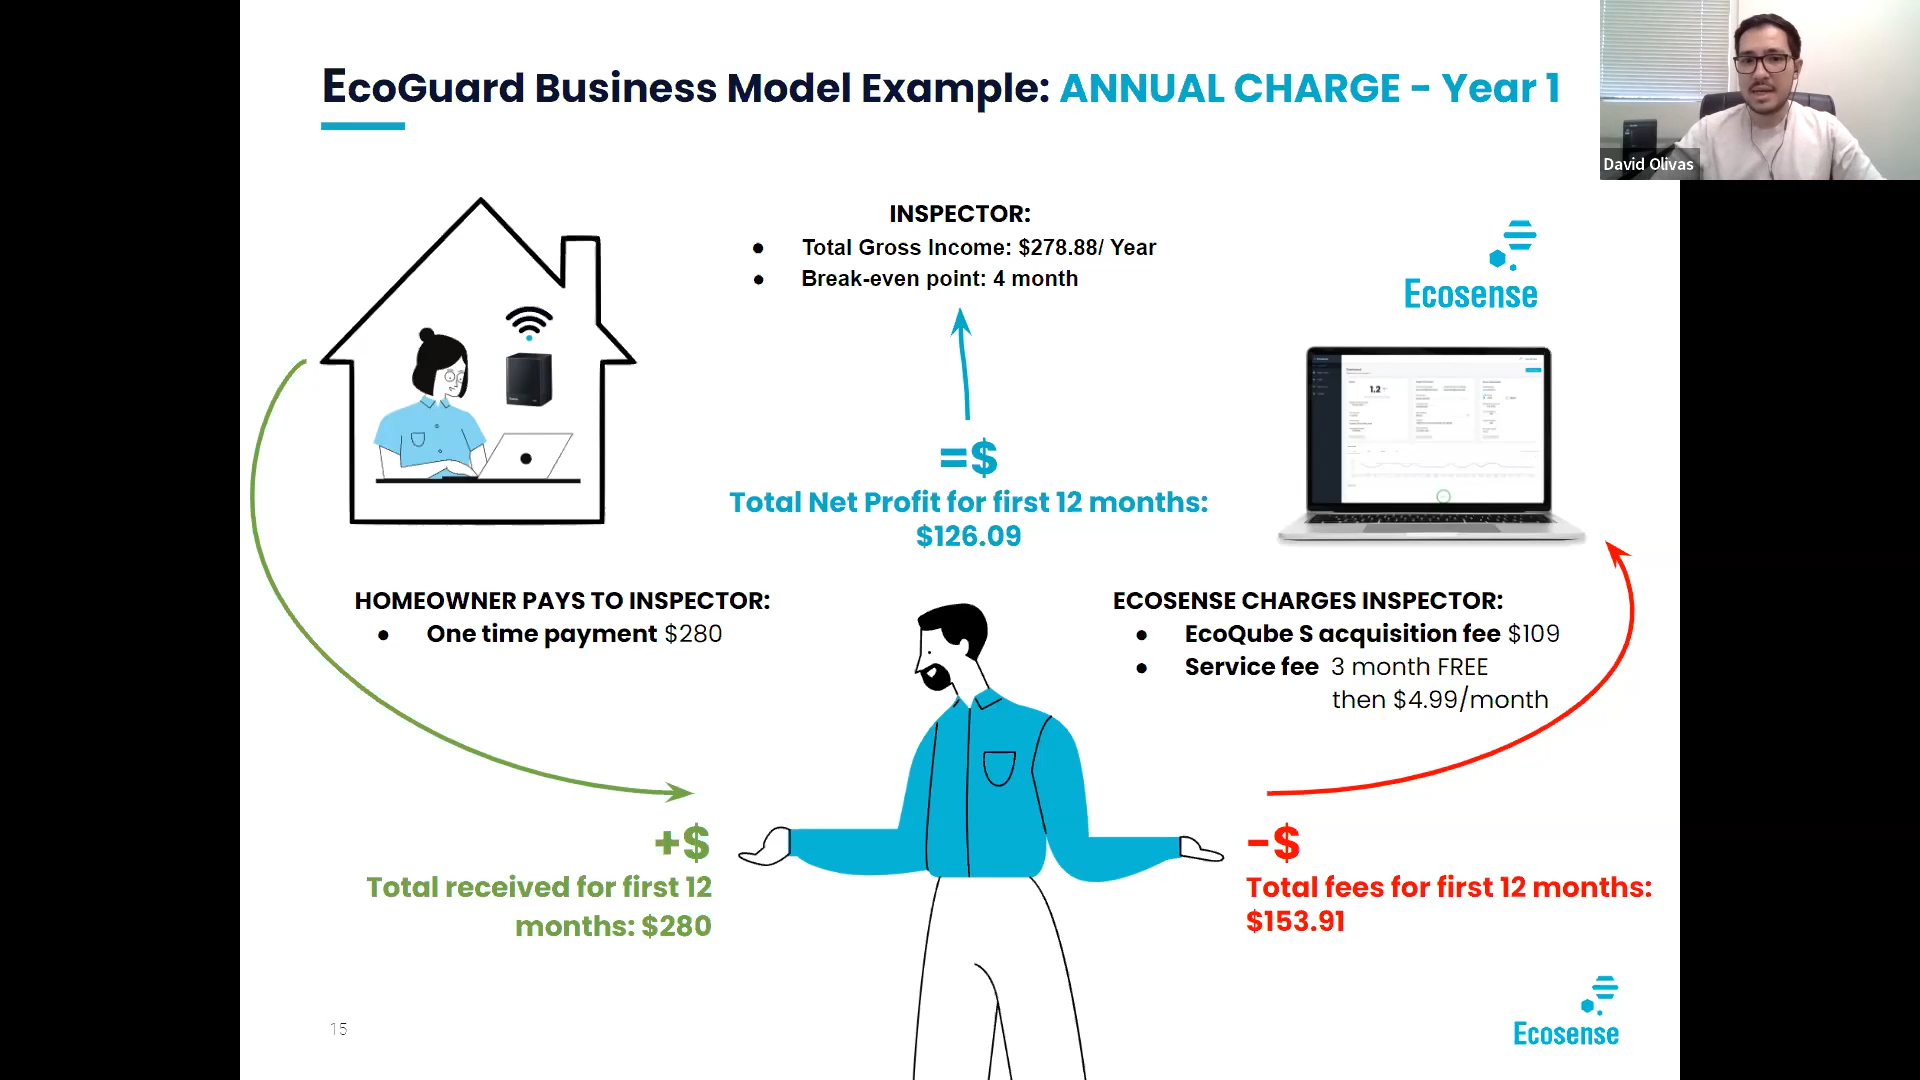 EcoGuard Business Model Example: ANNUAL CHARGE - Year 1
David Olivas
INSPECTOR:
● Total Gross Income: $278.88/ Year
● Break-even point: 4 month
Ecosense
1.2
=$
Total Net Profit for first 12 months:
$126.09
HOMEOWNER PAYS TO INSPECTOR:
● One time payment $280
ECOSENSE CHARGES INSPECTOR:
● EcoQube S acquisition fee $109
● Service fee 3 month FREE
then $4.99/month
+$
Total received for first 12
months: $280
-$
Total fees for first 12 months:
$153.91
15
Ecosense